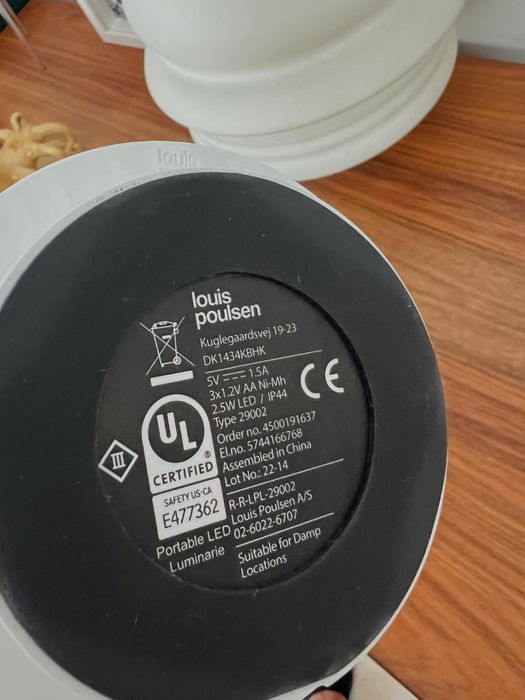 louis
louis
poulsen
Kuglegaardsvej 19-23
DK1434KBHK
5V 1.5A
3x1.2V AA Ni-Mh
2.5W LED / IP44
Type 29002
Order no. 4500191637
El.no. 5744166768
Assembled in China
Lot No.: 22-14
CE
III
UL
®
CERTIFIED
SAFETY US-CA
E477362
R-R-LPL-29002
Louis Poulsen A/S
02-6022-6707
Portable LED
Luminarie
Suitable for Damp
Locations